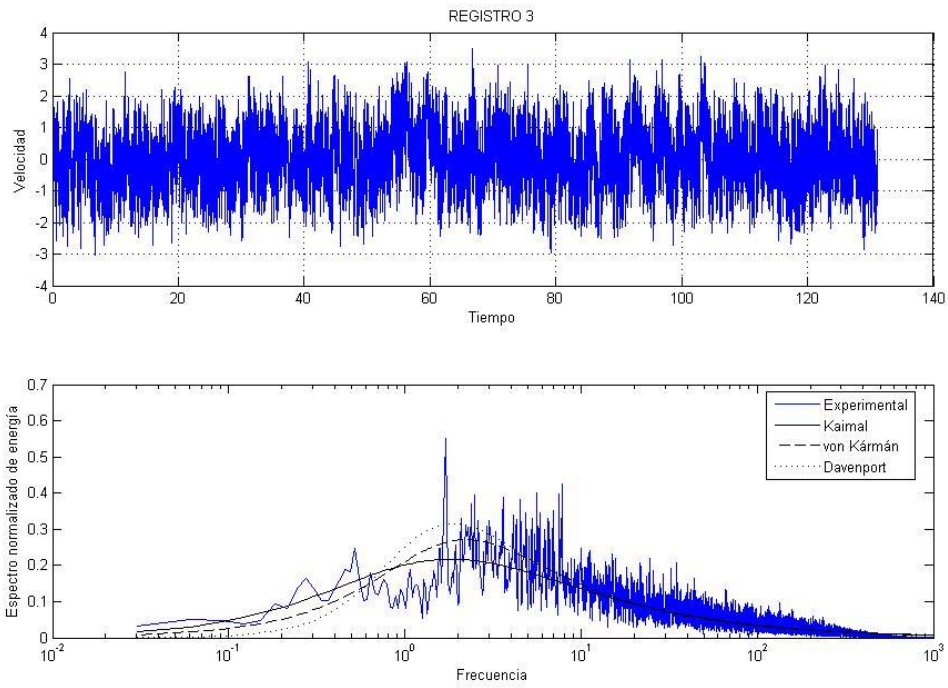 REGISTRO 3
4
3
2
1
0
-1
-2
-3
-4
Velocidad
0 20 40 60 80 100 120 140
Tiempo
0.7
0.6
0.5
0.4
0.3
0.2
0.1
0
Espectro normalizado de energía
Experimental
Kaimal
von Kármán
Davenport
10-2 10-1 100 101 102 103
Frecuencia